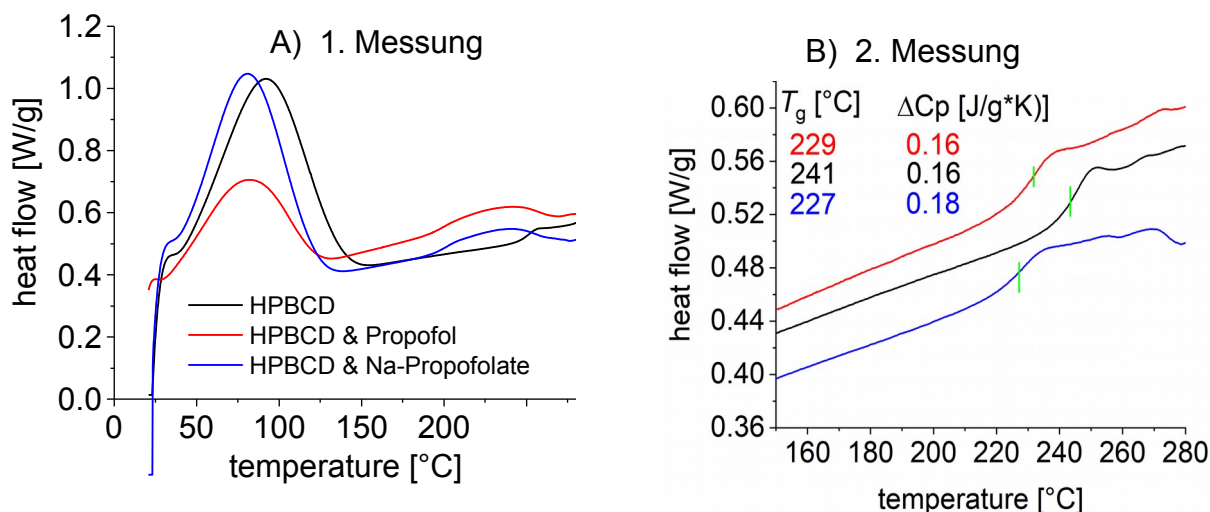 A) 1. Messung
heat flow [W/g]
1.2
1.0
0.8
0.6
0.4
0.2
0.0
HPBCD
HPBCD & Propofol
HPBCD & Na-Propofolate
0 50 100 150 200
temperature [°C]
B) 2. Messung
heat flow [W/g]
0.60
0.56
0.52
0.48
0.44
0.40
0.36
Tg [°C] ΔCp [J/g*K)]
229 0.16
241 0.16
227 0.18
160 180 200 220 240 260 280
temperature [°C]